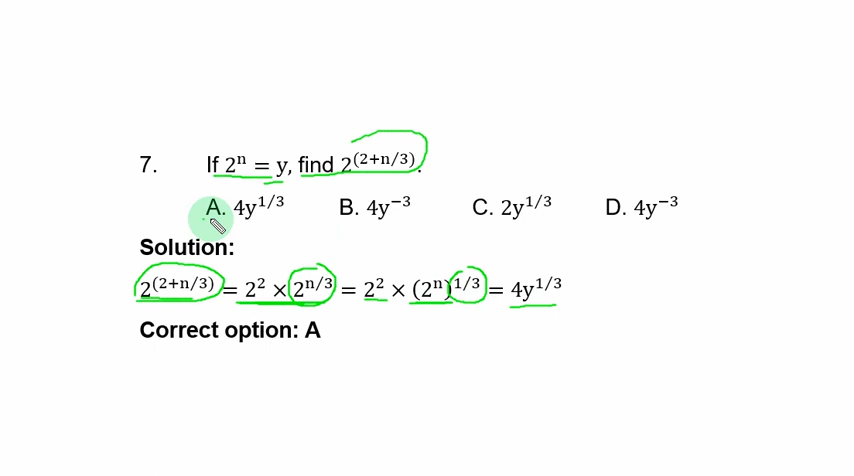 7. If 2ⁿ = y, find 2^(2+n/3).
A. 4y^1/3 B. 4y^−3 C. 2y^1/3 D. 4y^−3
Solution:
2^(2+n/3) = 2² × 2^n/3 = 2² × (2ⁿ)^1/3 = 4y^1/3
Correct option: A